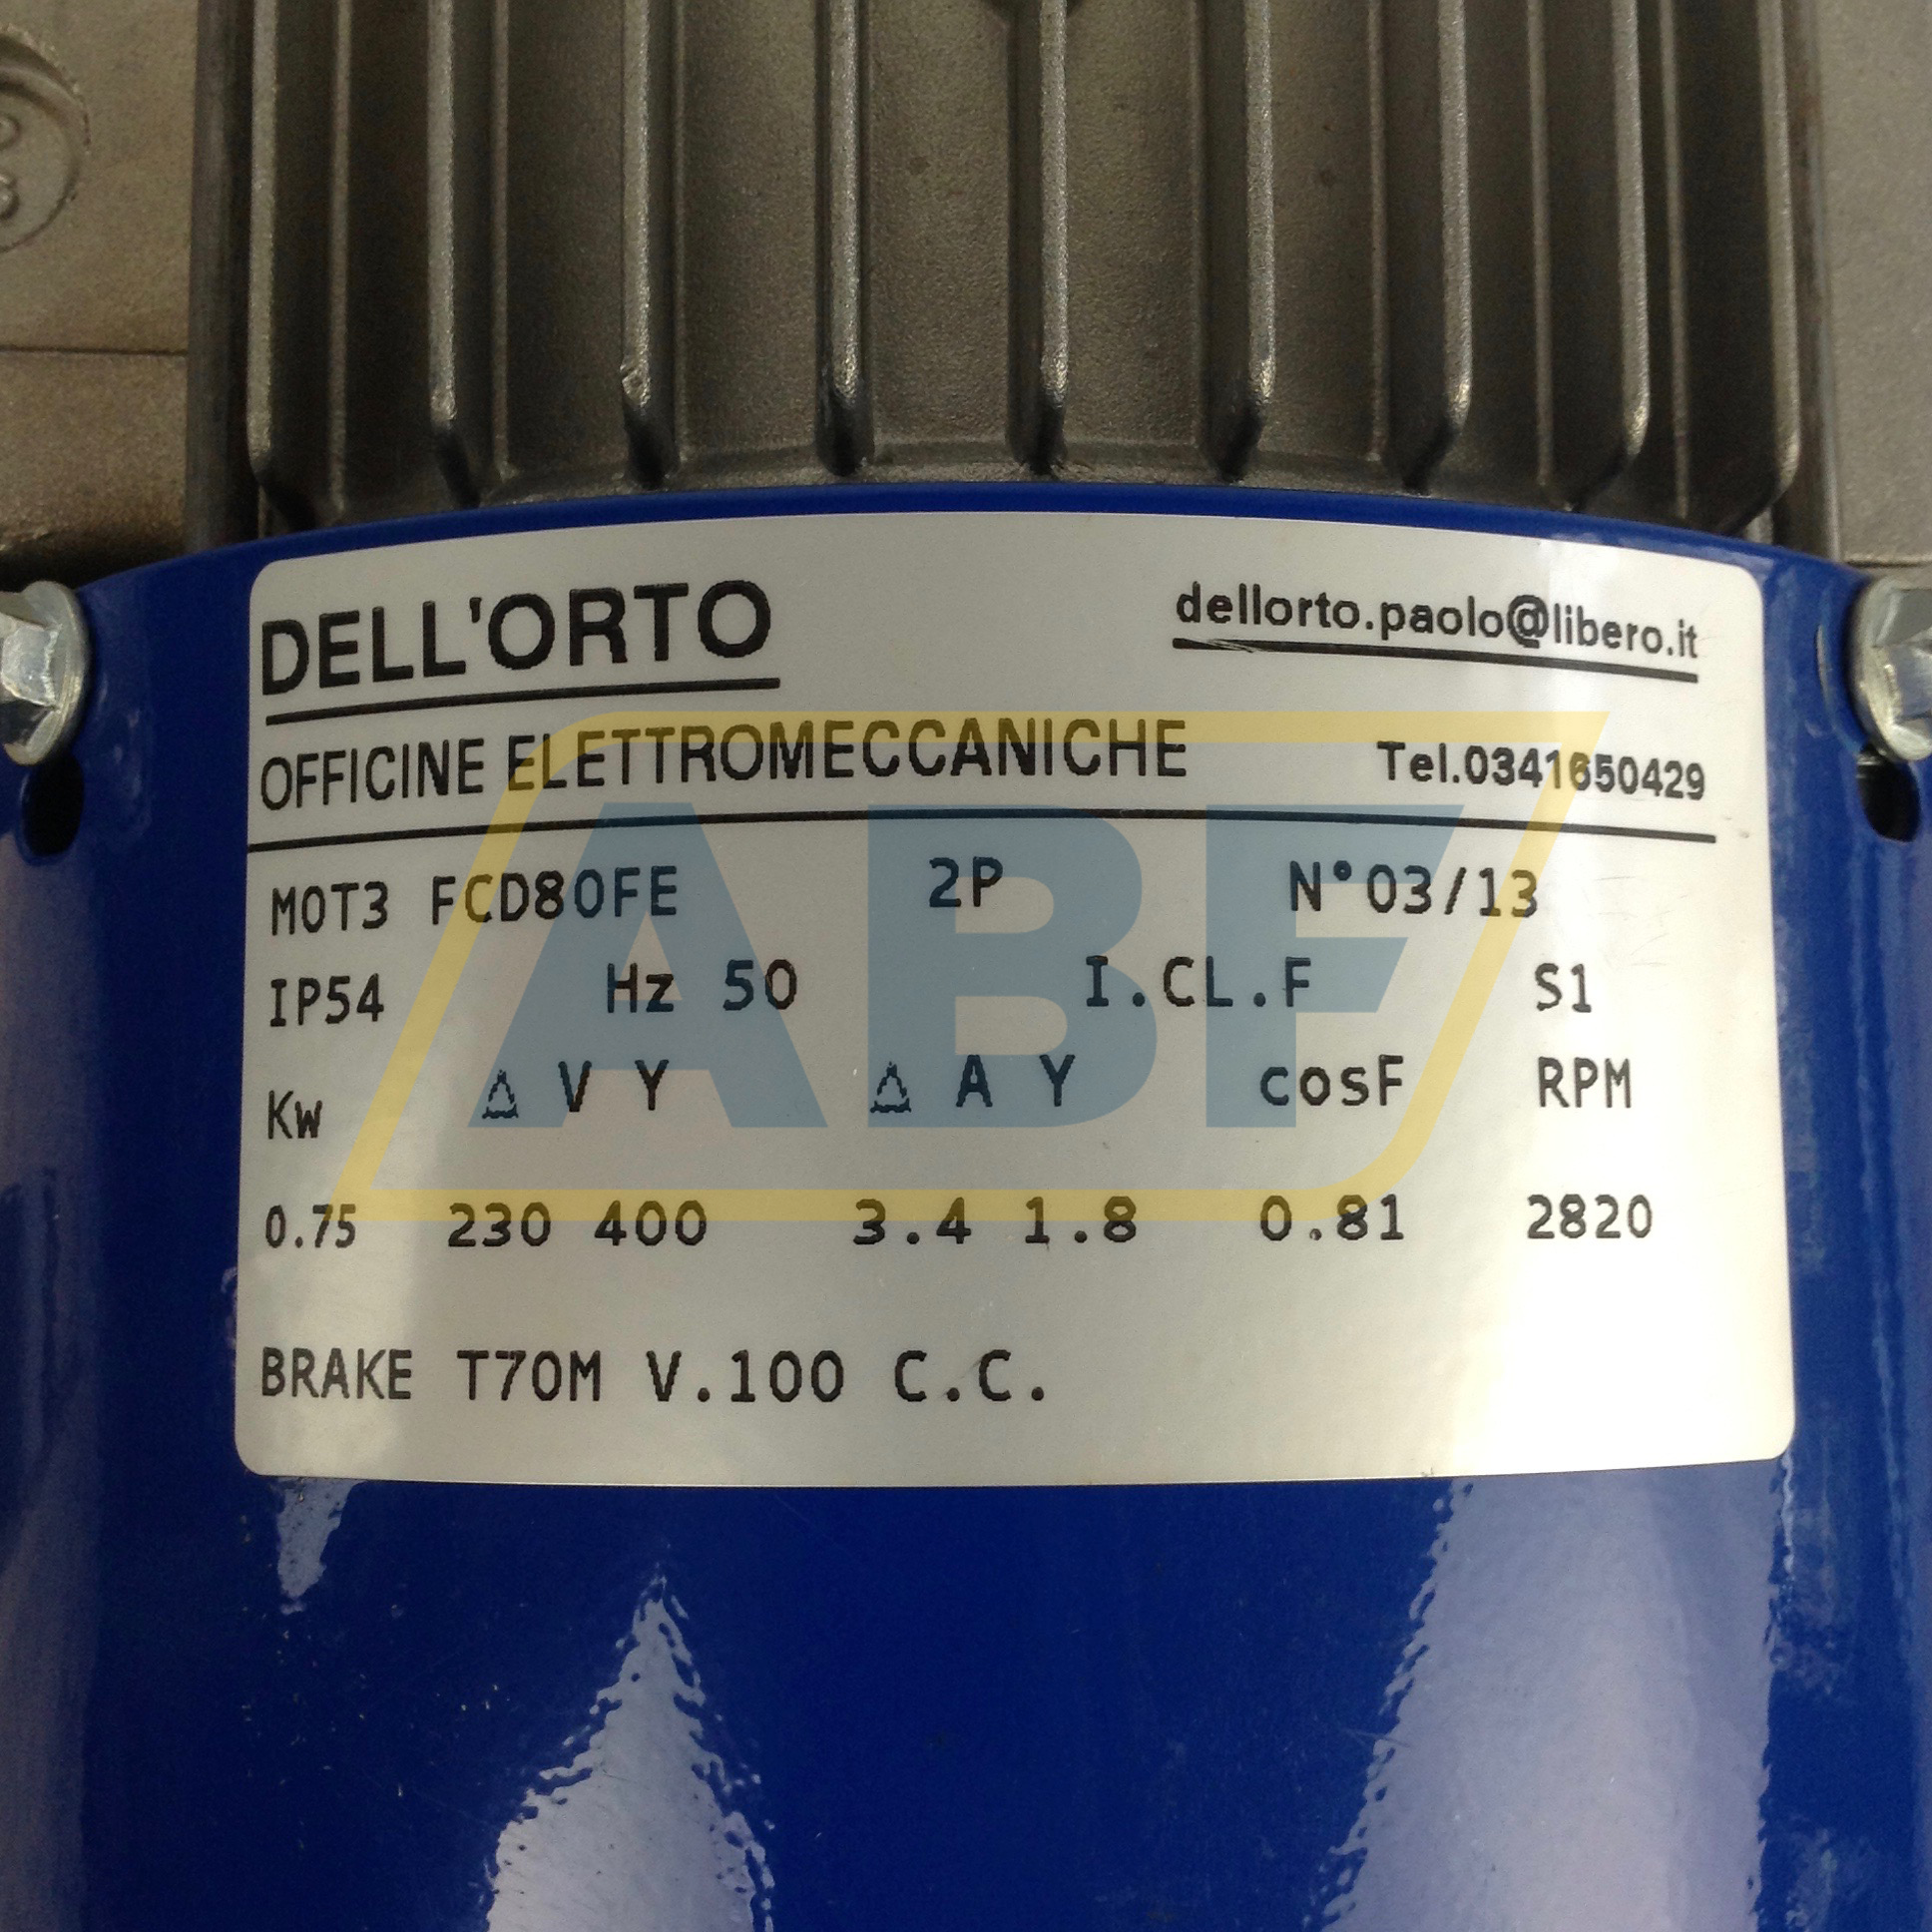 DELL'ORTO dellorto.paolo@libero.it
OFFICINE ELETTROMECCANICHE Tel.0341650429
MOT3 FCD80FE 2P N°03/13
IP54 Hz 50 I.CL.F S1
Kw Δ V Y Δ A Y cosF RPM
0.75 230 400 3.4 1.8 0.81 2820
BRAKE T70M V.100 C.C.
ABF